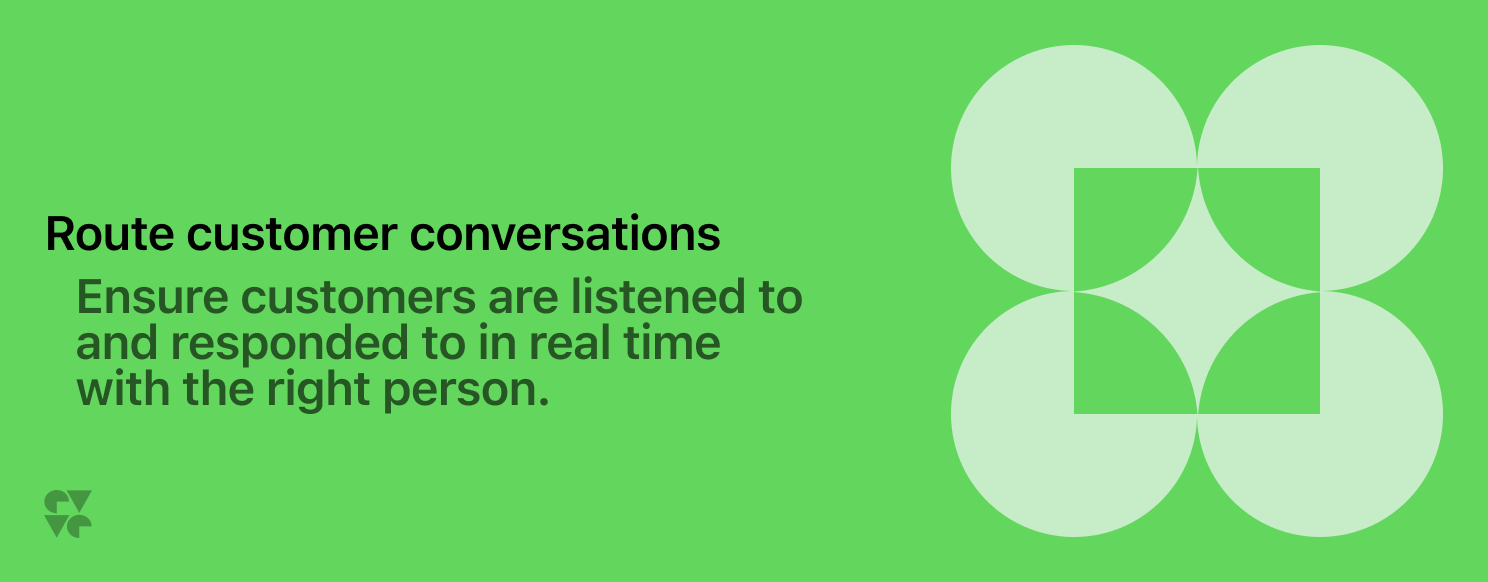 Route customer conversations
Ensure customers are listened to
and responded to in real time
with the right person.